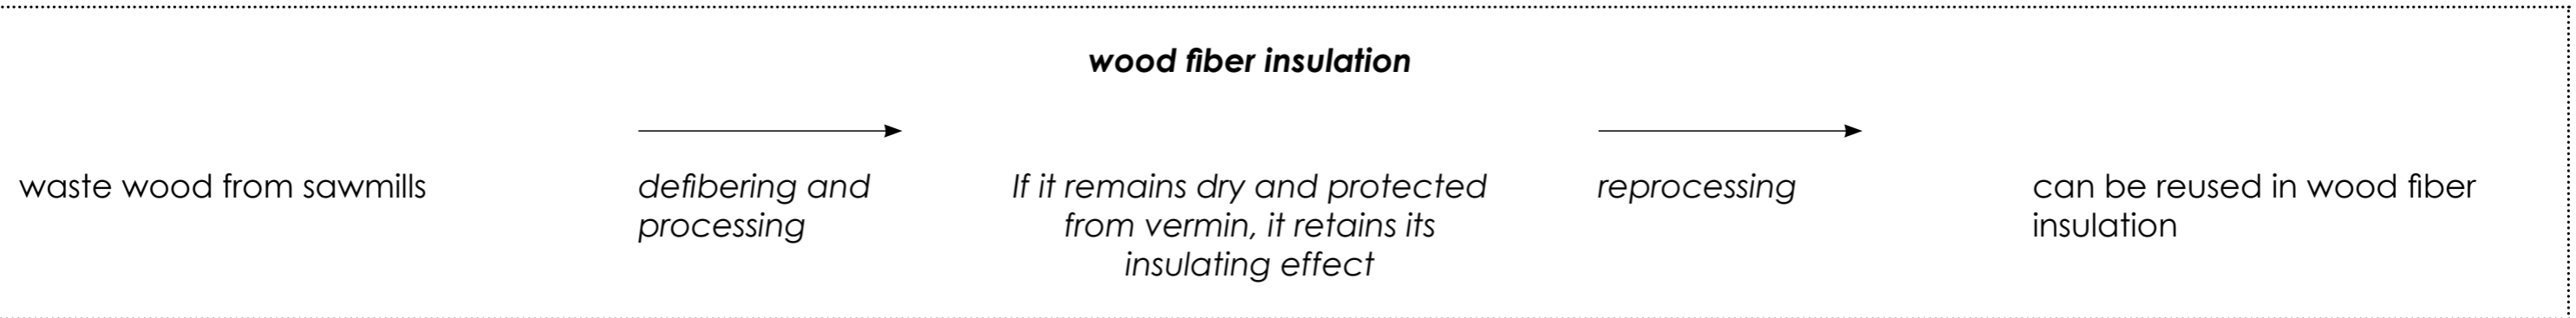 wood fiber insulation
waste wood from sawmills
defibering and
processing
If it remains dry and protected
from vermin, it retains its
insulating effect
reprocessing
can be reused in wood fiber
insulation